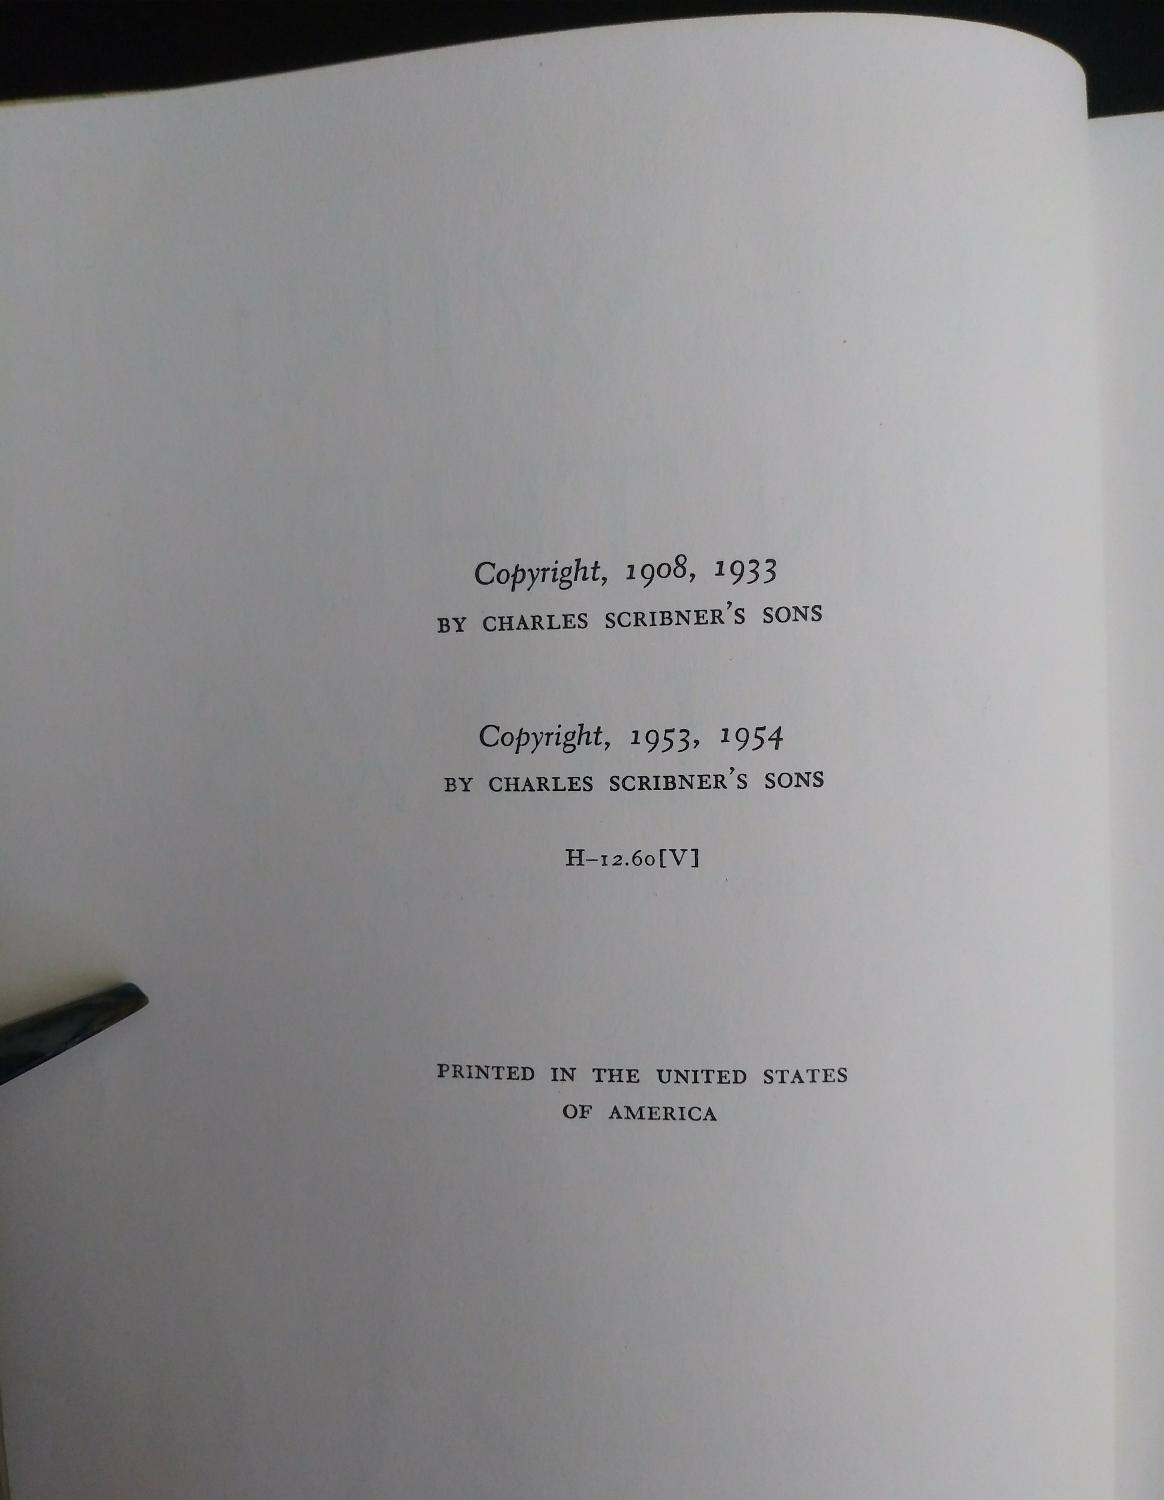 Copyright, 1908, 1933
BY CHARLES SCRIBNER'S SONS
Copyright, 1953, 1954
BY CHARLES SCRIBNER'S SONS
H–12.60[V]
PRINTED IN THE UNITED STATES
OF AMERICA